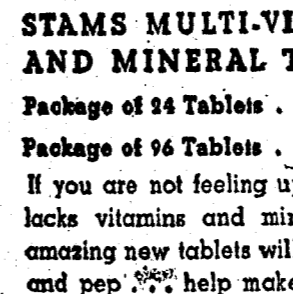 STAMS MULTI-VI
AND MINERAL T
Package of 24 Tablets .
Package of 96 Tablets .
If you are not feeling u
lacks vitamins and mi
amazing new tablets wil
and pep . . . help make